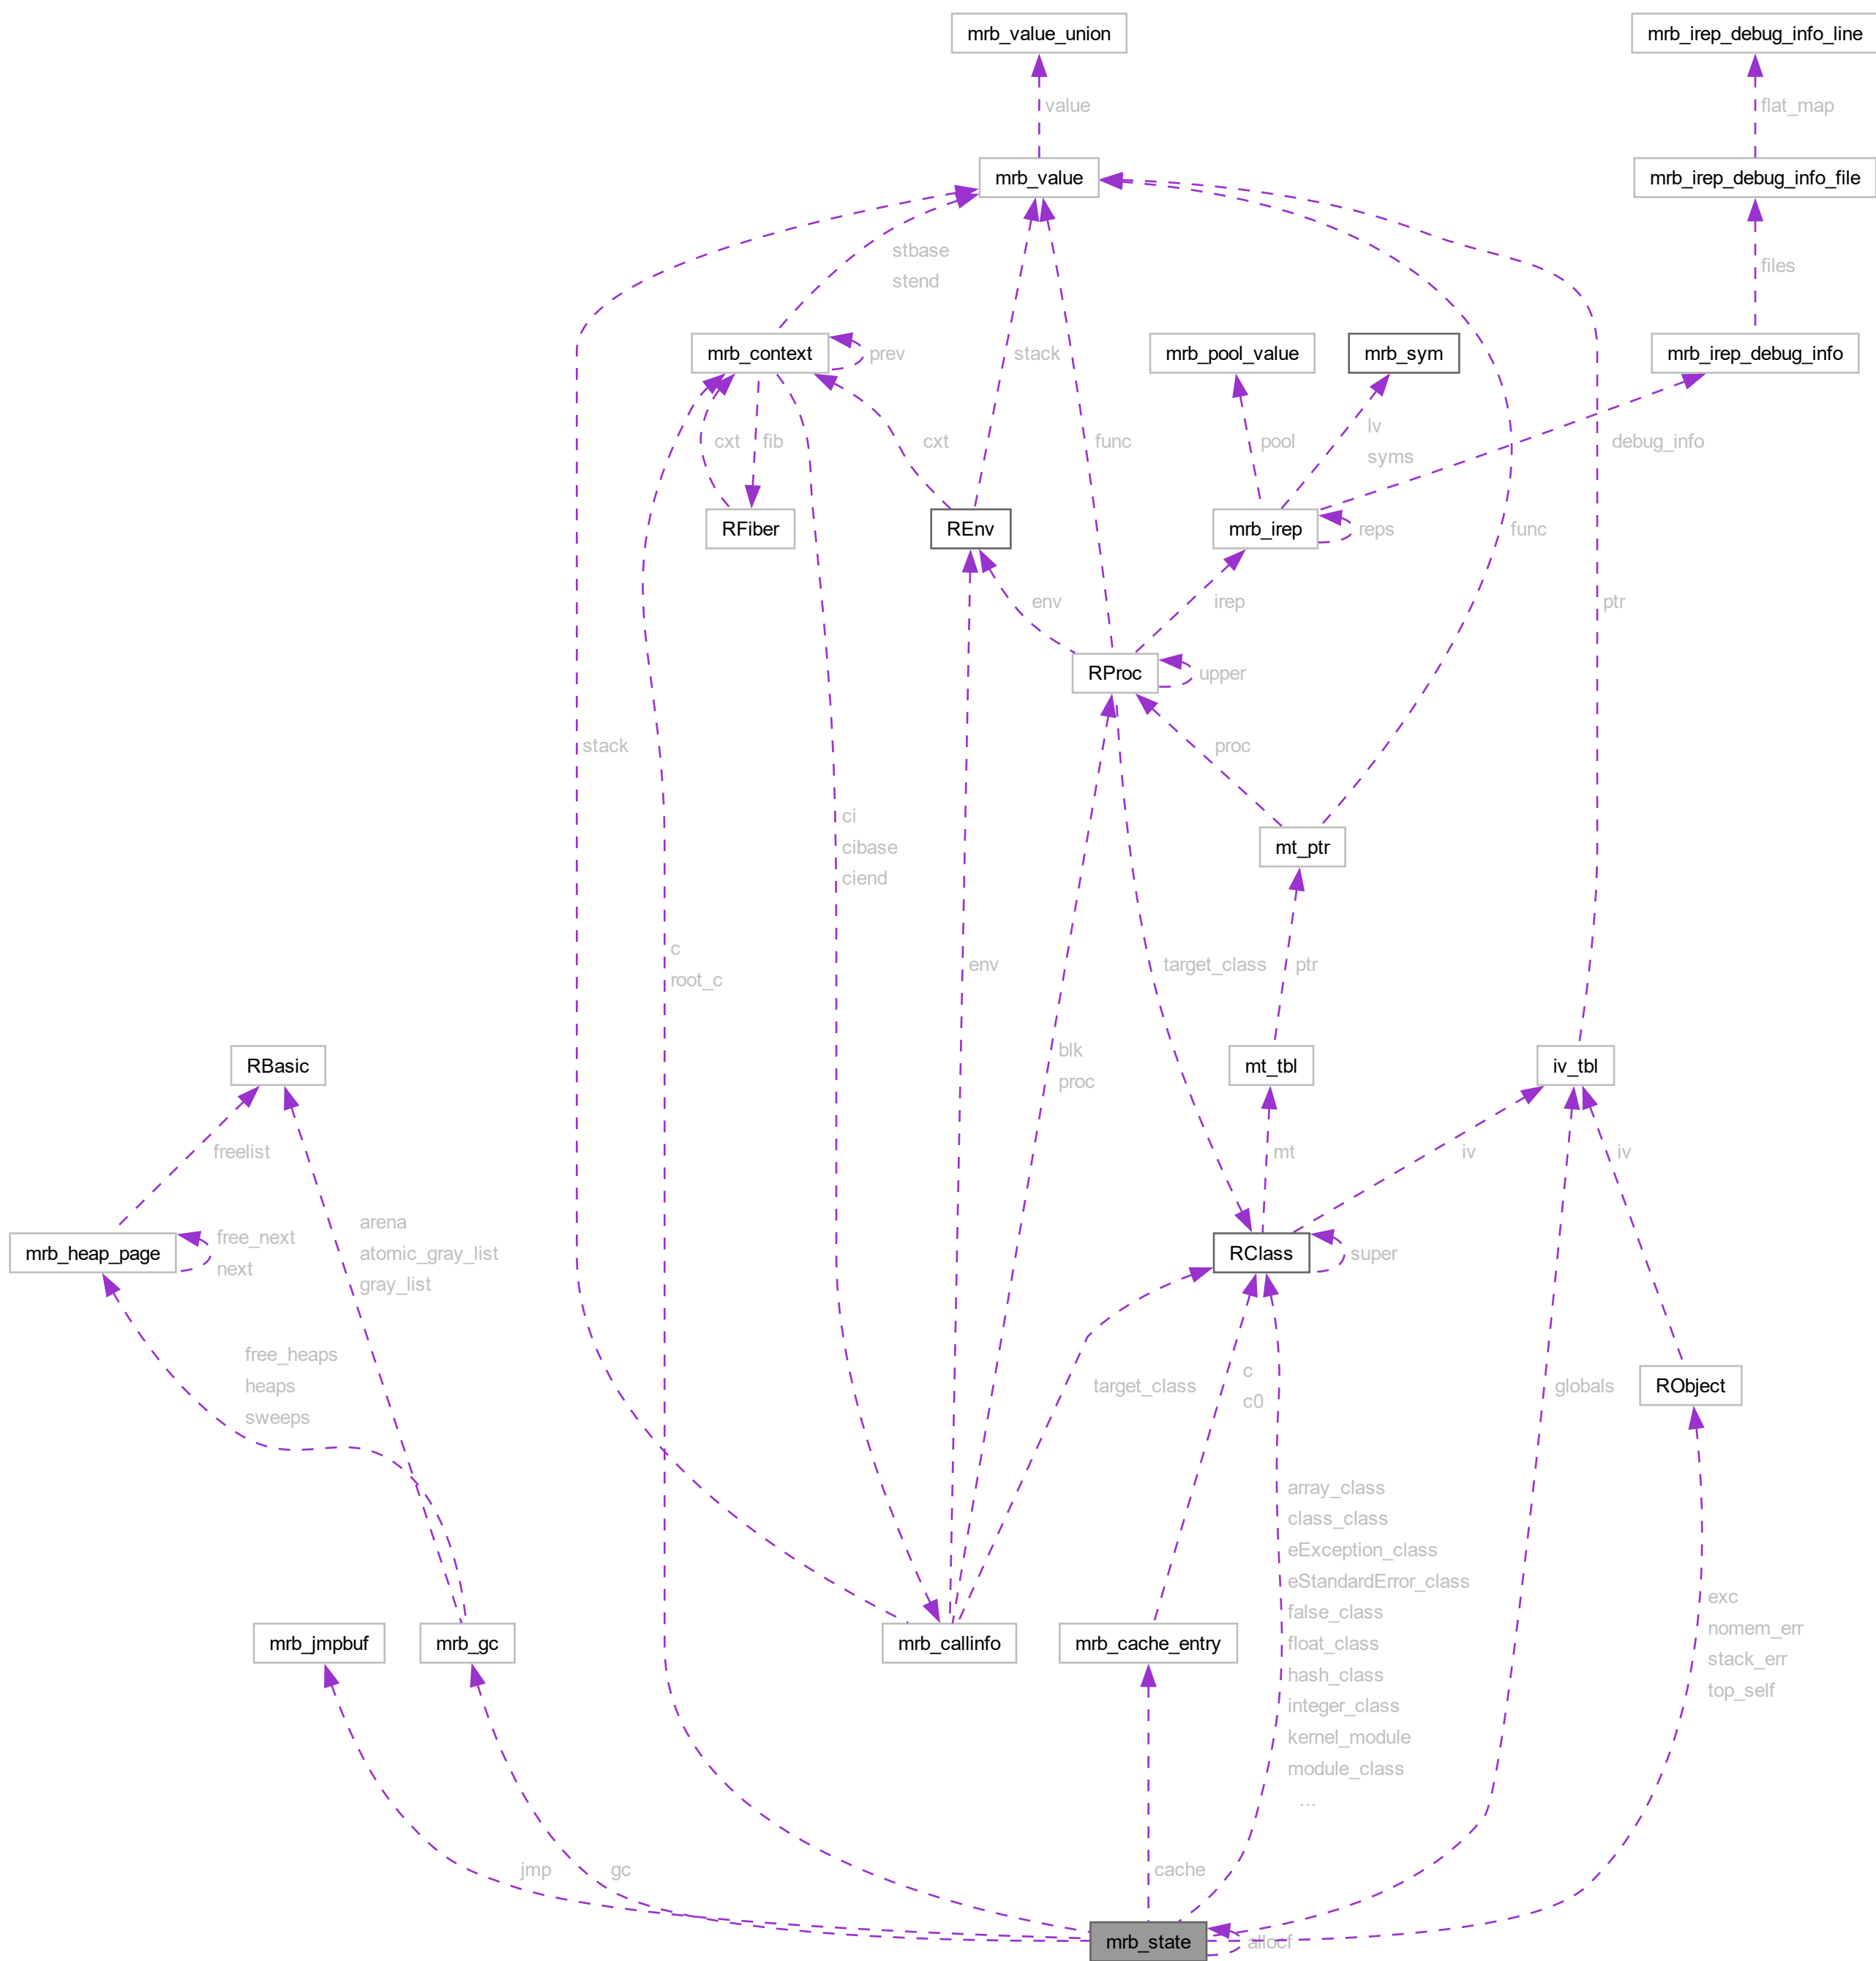 mrb_value_union
mrb_irep_debug_info_line
value
flat_map
mrb_value
mrb_irep_debug_info_file
stbase
stend
files
mrb_context
prev
mrb_pool_value
mrb_sym
mrb_irep_debug_info
stack
cxt
fib
cxt
func
pool
lv
syms
debug_info
RFiber
REnv
mrb_irep
reps
func
env
irep
ptr
RProc
upper
stack
proc
ci
cibase
ciend
mt_ptr
c
root_c
env
target_class
ptr
RBasic
blk
proc
mt_tbl
iv_tbl
freelist
mt
iv
iv
arena
atomic_gray_list
gray_list
mrb_heap_page
free_next
next
RClass
super
free_heaps
heaps
sweeps
target_class
c
c0
globals
RObject
array_class
class_class
eException_class
eStandardError_class
false_class
float_class
hash_class
integer_class
kernel_module
module_class
...
exc
nomem_err
stack_err
top_self
mrb_jmpbuf
mrb_gc
mrb_callinfo
mrb_cache_entry
jmp
gc
cache
mrb_state
allocf